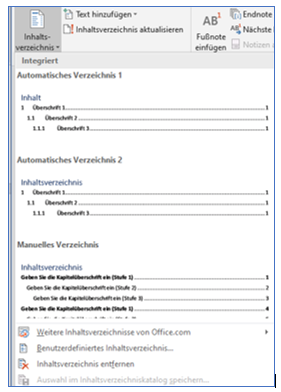 Inhalts-
verzeichnis
Text hinzufügen
Inhaltsverzeichnis aktualisieren
AB¹
Fußnote
einfügen
Endnote
Nächste
Notizen
Integriert
Automatisches Verzeichnis 1
Inhalt
1 Überschrift 1 1
1.1 Überschrift 2 1
1.1.1 Überschrift 3 1
Automatisches Verzeichnis 2
Inhaltsverzeichnis
1 Überschrift 1 1
1.1 Überschrift 2 1
1.1.1 Überschrift 3 1
Manuelles Verzeichnis
Inhaltsverzeichnis
Geben Sie die Kapitelüberschrift ein (Stufe 1) 1
Geben Sie die Kapitelüberschrift ein (Stufe 2) 2
Geben Sie die Kapitelüberschrift ein (Stufe 3) 3
Geben Sie die Kapitelüberschrift ein (Stufe 1) 4
Weitere Inhaltsverzeichnisse von Office.com
Benutzerdefiniertes Inhaltsverzeichnis...
Inhaltsverzeichnis entfernen
Auswahl im Inhaltsverzeichniskatalog speichern...